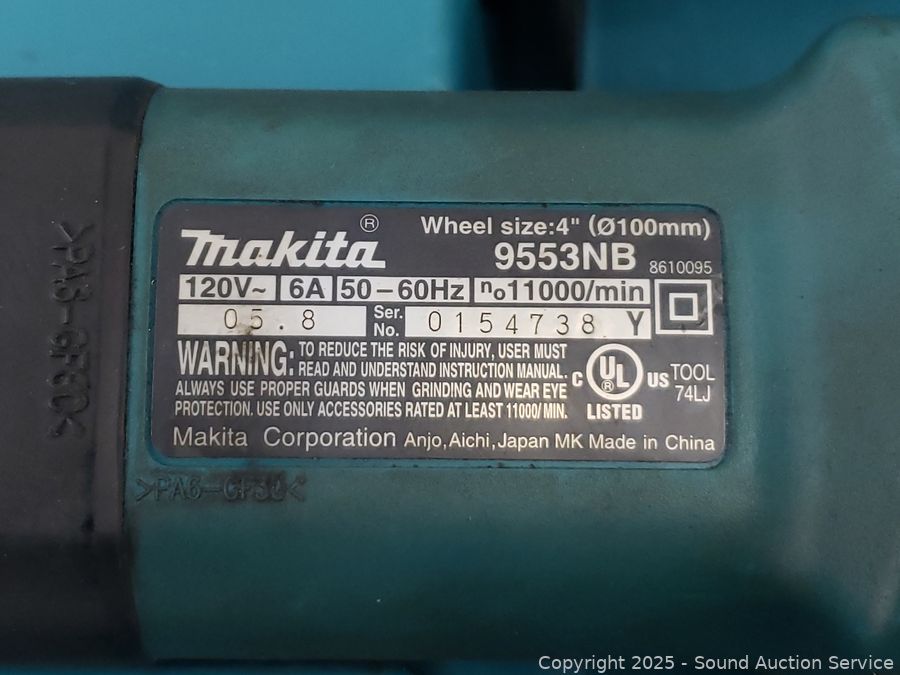 Makita®
Wheel size:4" (Ø100mm)
9553NB 8610095
120V~ 6A 50–60Hz no11000/min
05.8 Ser. No. 0154738 Y
WARNING: TO REDUCE THE RISK OF INJURY, USER MUST
READ AND UNDERSTAND INSTRUCTION MANUAL.
ALWAYS USE PROPER GUARDS WHEN GRINDING AND WEAR EYE
PROTECTION. USE ONLY ACCESSORIES RATED AT LEAST 11000/MIN.
C UL® US LISTED
TOOL
74LJ
Makita Corporation Anjo,Aichi,Japan MK Made in China
>PA6-GF30<
>PA6-GF30<
Copyright © 2025 - Sound Auction Service